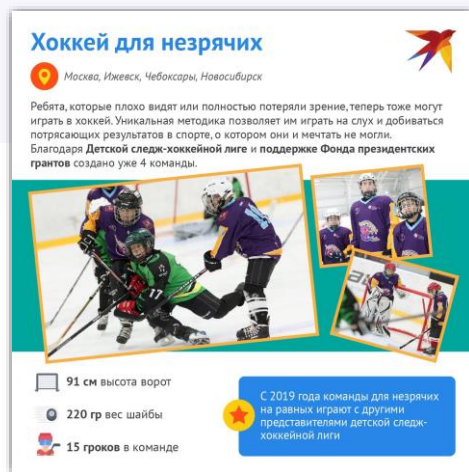 Хоккей для незрячих
Москва, Ижевск, Чебоксары, Новосибирск
Ребята, которые плохо видят или полностью потеряли зрение, теперь тоже могут
играть в хоккей. Уникальная методика позволяет им играть на слух и добиваться
потрясающих результатов в спорте, о котором они и мечтать не могли.
Благодаря Детской следж-хоккейной лиге и поддержке Фонда президентских
грантов создано уже 4 команды.
91 см высота ворот
220 гр вес шайбы
15 гроков в команде
С 2019 года команды для незрячих
на равных играют с другими
представителями детской следж-
хоккейной лиги